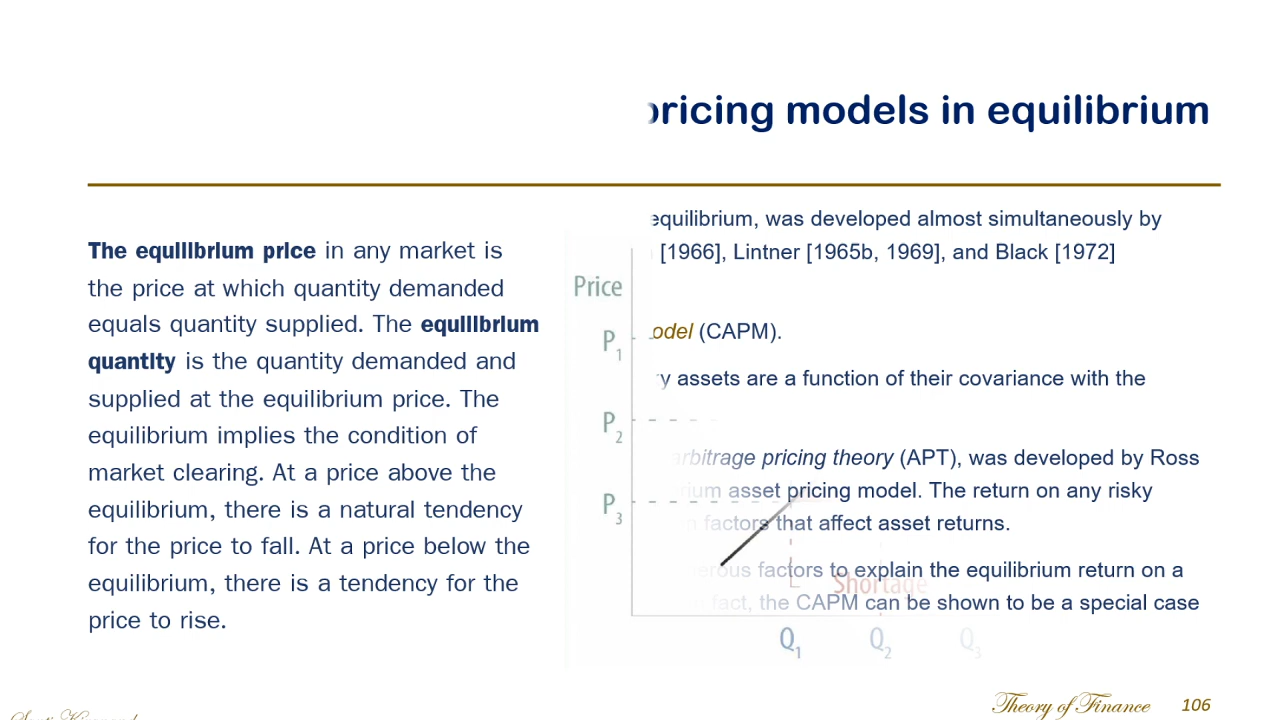 pricing models in equilibrium
The equilibrium price in any market is
the price at which quantity demanded
equals quantity supplied. The equilibrium
quantity is the quantity demanded and
supplied at the equilibrium price. The
equilibrium implies the condition of
market clearing. At a price above the
equilibrium, there is a natural tendency
for the price to fall. At a price below the
equilibrium, there is a tendency for the
price to rise.
Price
P1
P2
P3
Shortage
Q1
Q2
Q3
equilibrium, was developed almost simultaneously by
[1966], Lintner [1965b, 1969], and Black [1972]
odel (CAPM).
ry assets are a function of their covariance with the
arbitrage pricing theory (APT), was developed by Ross
rium asset pricing model. The return on any risky
n factors that affect asset returns.
erous factors to explain the equilibrium return on a
fact, the CAPM can be shown to be a special case
Theory of Finance 106